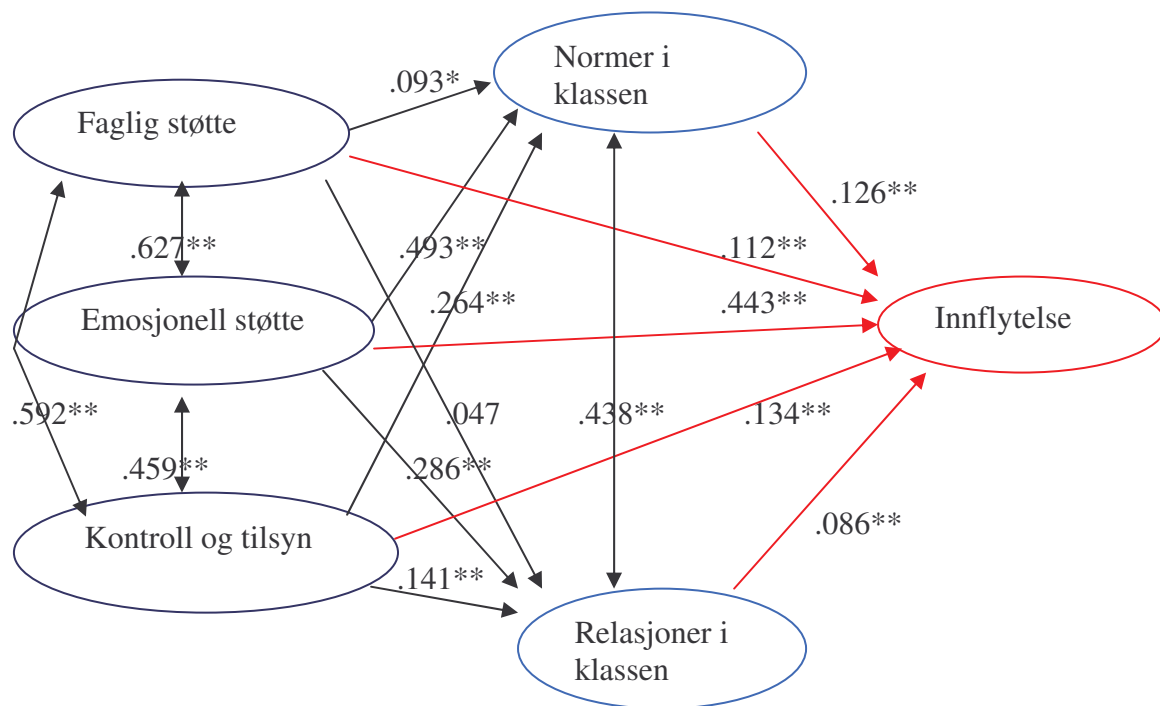 Normer i
klassen
.093*
Faglig støtte
.126**
.627**
.493**
.112**
.264**
.443**
Emosjonell støtte
Innflytelse
.592**
.047
.438**
.134**
.459**
.286**
Kontroll og tilsyn
.086**
.141**
Relasjoner i
klassen